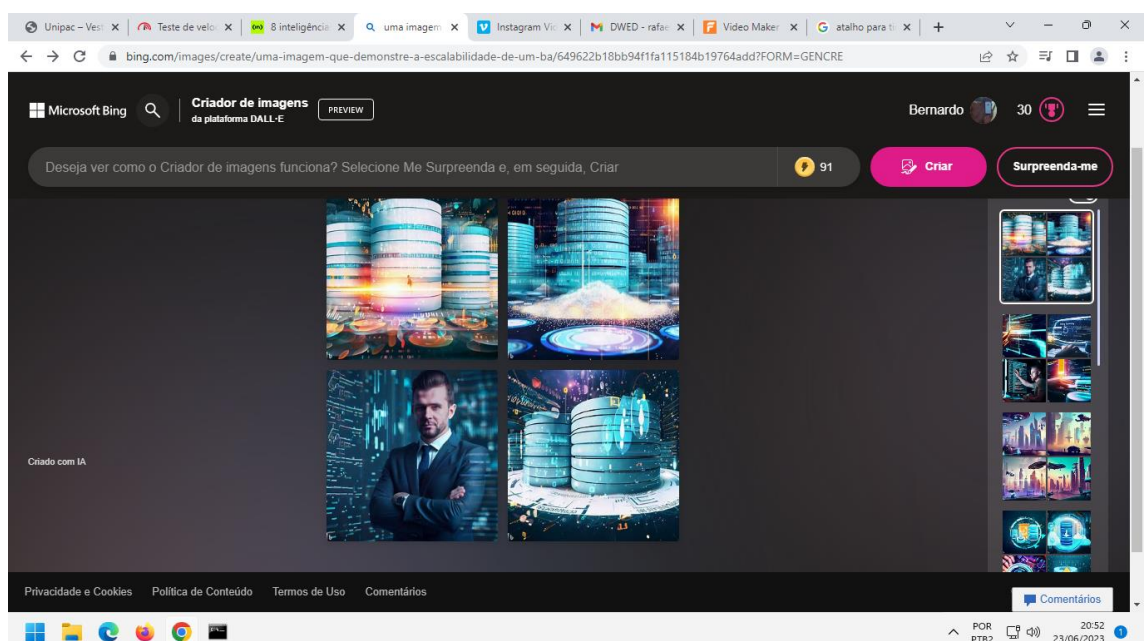 Unipac – Vest
Teste de velo
8 inteligência
uma imagem
Instagram Vi
DWED - rafae
Video Maker
atalho para ti
bing.com/images/create/uma-imagem-que-demonstre-a-escalabilidade-de-um-ba/649622b18bb94f1fa115184b19764add?FORM=GENCRE
Microsoft Bing
Criador de imagens
da plataforma DALL·E
PREVIEW
Bernardo
30
Deseja ver como o Criador de imagens funciona? Selecione Me Surpreenda e, em seguida, Criar
91
Criar
Surpreenda-me
Criado com IA
Privacidade e Cookies Política de Conteúdo Termos de Uso Comentários
Comentários
POR
PTB2
20:52
23/06/2023
1